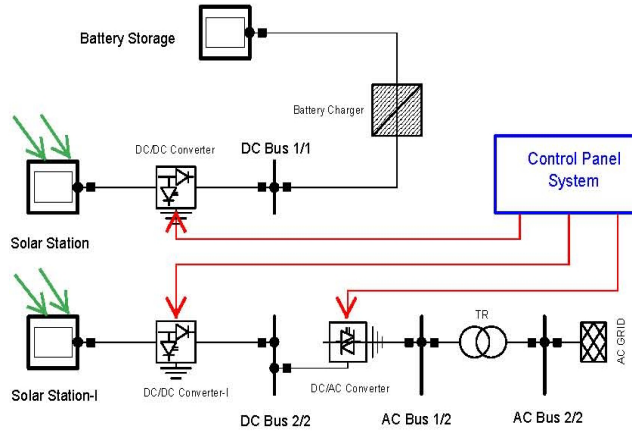 Battery Storage
Battery Charger
DC/DC Converter
DC Bus 1/1
Control Panel
System
Solar Station
TR
AC GRID
Solar Station-I
DC/DC Converter-I
DC/AC Converter
DC Bus 2/2
AC Bus 1/2
AC Bus 2/2